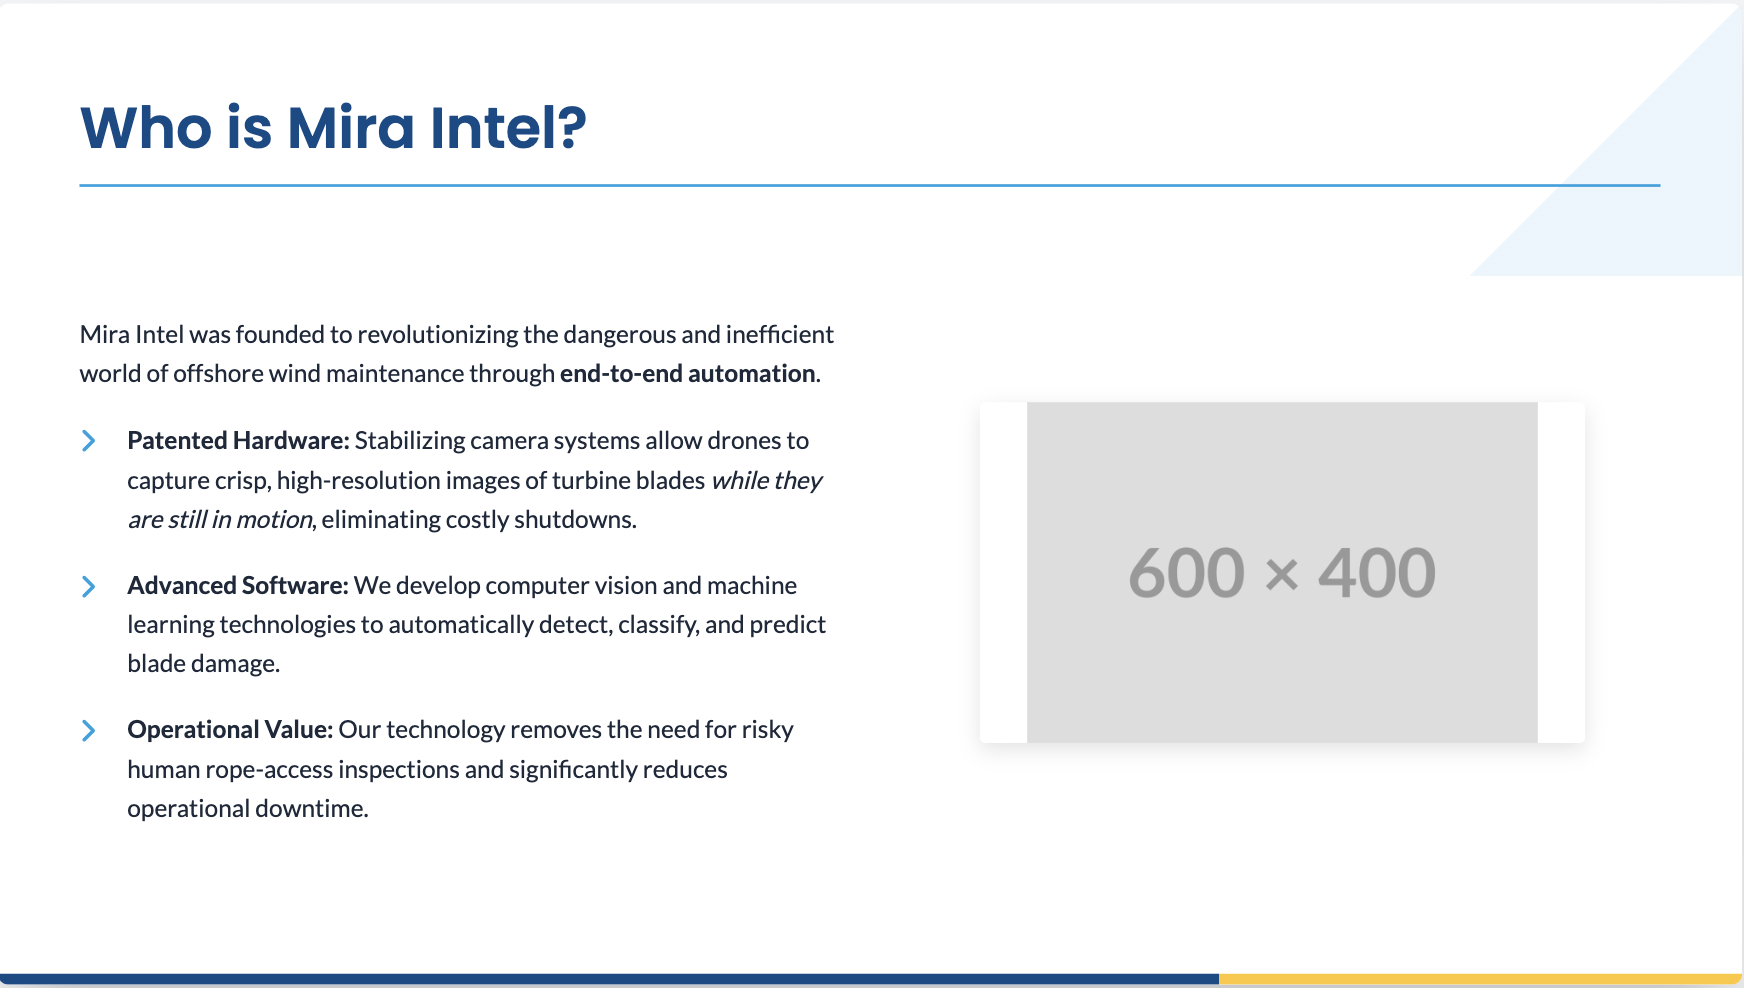 Who is Mira Intel?
Mira Intel was founded to revolutionizing the dangerous and inefficient
world of offshore wind maintenance through end-to-end automation.
Patented Hardware: Stabilizing camera systems allow drones to
capture crisp, high-resolution images of turbine blades while they
are still in motion, eliminating costly shutdowns.
Advanced Software: We develop computer vision and machine
learning technologies to automatically detect, classify, and predict
blade damage.
Operational Value: Our technology removes the need for risky
human rope-access inspections and significantly reduces
operational downtime.
600 × 400